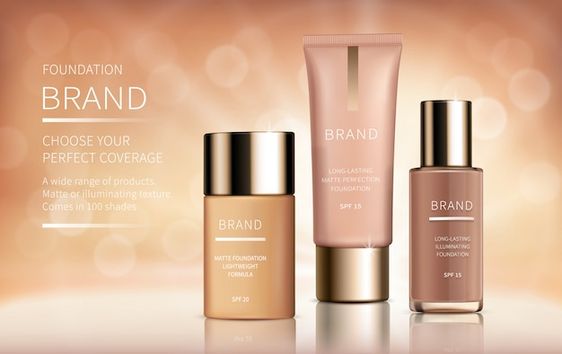 FOUNDATION
BRAND
CHOOSE YOUR
PERFECT COVERAGE
A wide range of products.
Matte or illuminating texture
Comes in 100 shades
BRAND
MATTE FOUNDATION
LIGHTWEIGHT
FORMULA
SPF 20
BRAND
LONG-LASTING
MATTE PERFECTION
FOUNDATION
SPF 15
BRAND
LONG-LASTING
ILLUMINATING
FOUNDATION
SPF 15